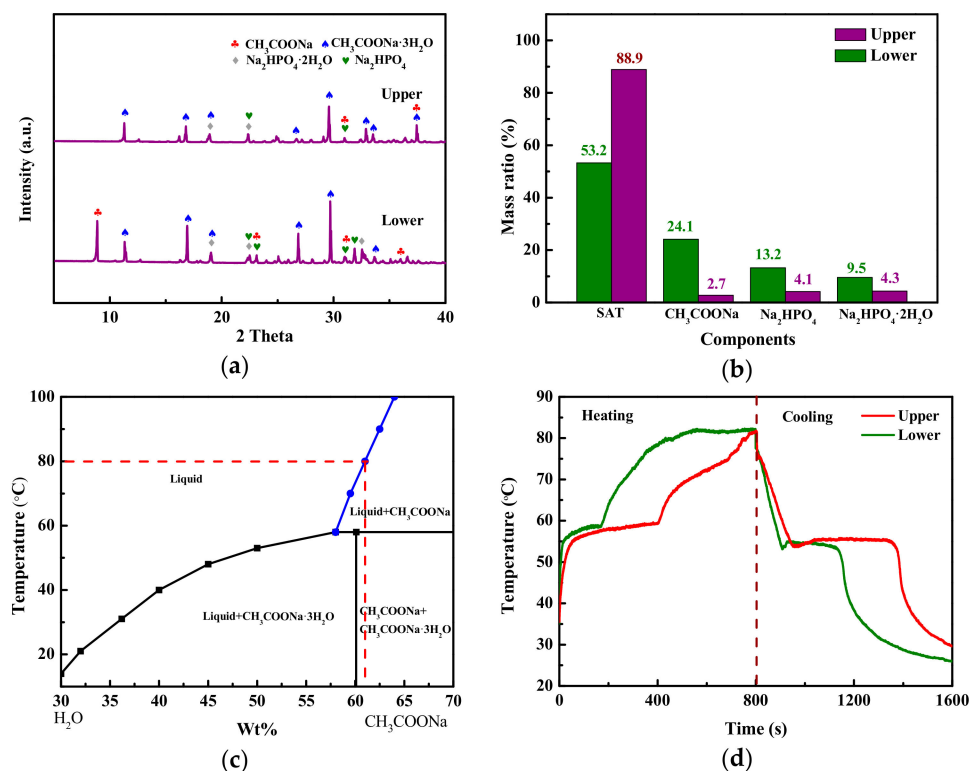 CH₃COONa CH₃COONa·3H₂O
Na₂HPO₄·2H₂O Na₂HPO₄
Upper
Lower
Intensity (a.u.)
10 20 30 40
2 Theta
(a)
Upper
Lower
100
80
60
40
20
0
Mass ratio (%)
53.2 88.9
24.1 2.7
13.2 4.1
9.5 4.3
SAT CH₃COONa Na₂HPO₄ Na₂HPO₄·2H₂O
Components
(b)
100
80
60
40
20
Temperature (°C)
Liquid
Liquid+CH₃COONa
Liquid+CH₃COONa·3H₂O
CH₃COONa+
CH₃COONa·3H₂O
30 40 50 60 70
H₂O CH₃COONa
Wt%
(c)
90
80
70
60
50
40
30
20
Temperature (°C)
Heating Cooling
Upper
Lower
0 400 800 1200 1600
Time (s)
(d)